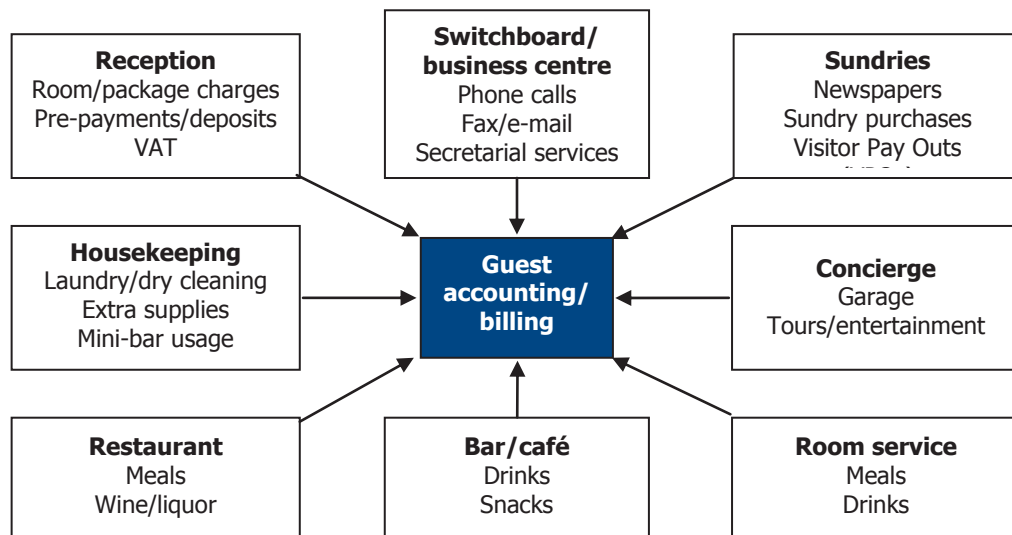 Reception
Room/package charges
Pre-payments/deposits
VAT
Switchboard/
business centre
Phone calls
Fax/e-mail
Secretarial services
Sundries
Newspapers
Sundry purchases
Visitor Pay Outs
Housekeeping
Laundry/dry cleaning
Extra supplies
Mini-bar usage
Guest
accounting/
billing
Concierge
Garage
Tours/entertainment
Restaurant
Meals
Wine/liquor
Bar/café
Drinks
Snacks
Room service
Meals
Drinks